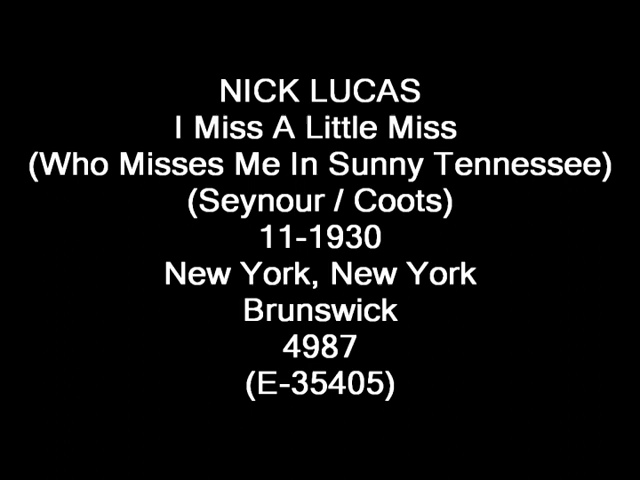 NICK LUCAS
I Miss A Little Miss
(Who Misses Me In Sunny Tennessee)
(Seynour / Coots)
11-1930
New York, New York
Brunswick
4987
(E-35405)